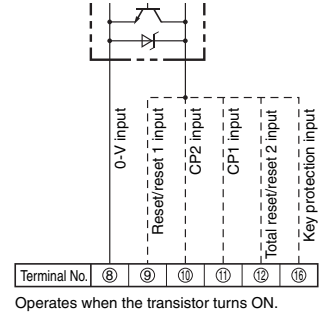 0-V input
Reset/reset 1 input
CP2 input
CP1 input
Total reset/reset 2 input
Key protection input
Terminal No. ⑧ ⑨ ⑩ ⑪ ⑫ ⑯
Operates when the transistor turns ON.